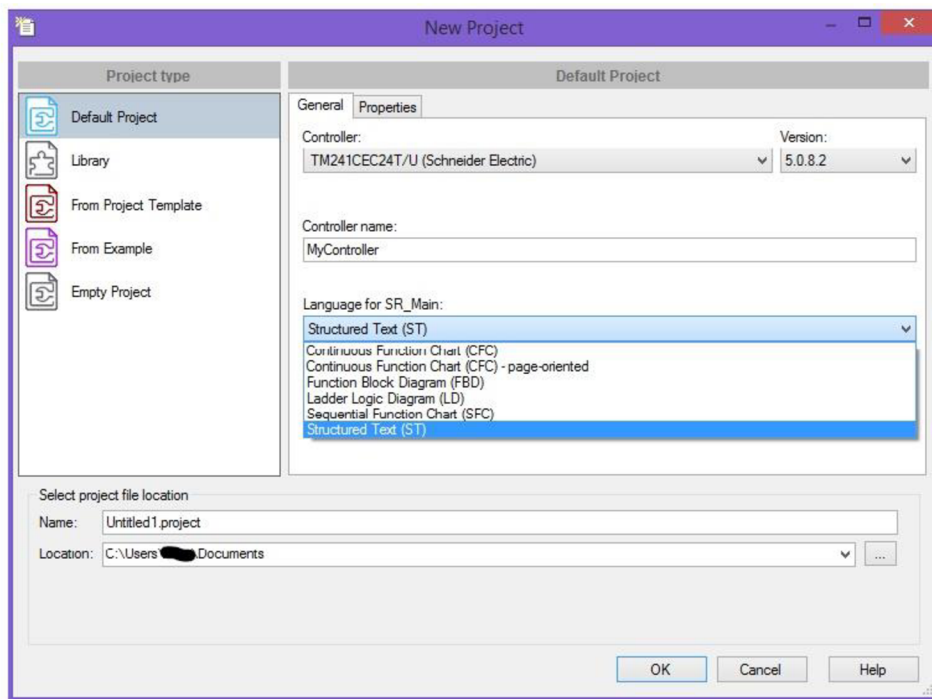 New Project
Project type
Default Project
Library
From Project Template
From Example
Empty Project
Default Project
General Properties
Controller: Version:
TM241CEC24T/U (Schneider Electric) 5.0.8.2
Controller name:
MyController
Language for SR_Main:
Structured Text (ST)
Continuous Function Chart (CFC)
Continuous Function Chart (CFC) - page-oriented
Function Block Diagram (FBD)
Ladder Logic Diagram (LD)
Sequential Function Chart (SFC)
Structured Text (ST)
Select project file location
Name: Untitled1.project
Location: C:\Users\ \Documents ...
OK Cancel Help